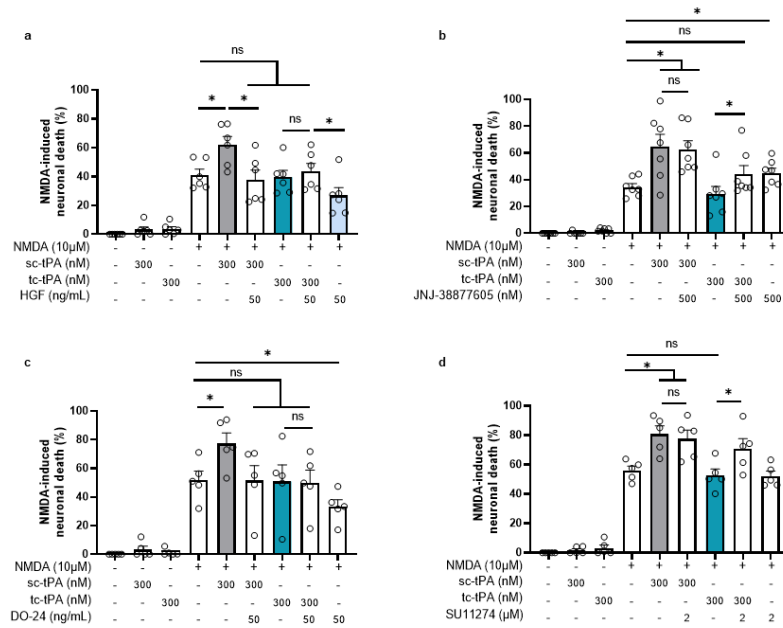 a
ns
* *
ns *
NMDA-induced
neuronal death (%)
100
80
60
40
20
0
NMDA (10µM) - - - + + + + + +
sc-tPA (nM) - 300 - - 300 300 - - -
tc-tPA (nM) - - 300 - - - 300 300 -
HGF (ng/mL) - - - - - 50 - 50 50
b
*
ns
*
ns *
NMDA-induced
neuronal death (%)
100
80
60
40
20
0
NMDA (10µM) - - - + + + + + +
sc-tPA (nM) - 300 - - 300 300 - - -
tc-tPA (nM) - - 300 - - - 300 300 -
JNJ-38877605 (nM) - - - - - 500 - 500 500
c
*
ns
*
ns
NMDA-induced
neuronal death (%)
100
80
60
40
20
0
NMDA (10µM) - - - + + + + + +
sc-tPA (nM) - 300 - - 300 300 - - -
tc-tPA (nM) - - 300 - - - 300 300 -
DO-24 (ng/mL) - - - - - 50 - 50 50
d
ns
*
ns *
NMDA-induced
neuronal death (%)
100
80
60
40
20
0
NMDA (10µM) - - - + + + + + +
sc-tPA (nM) - 300 - - 300 300 - - -
tc-tPA (nM) - - 300 - - - 300 300 -
SU11274 (µM) - - - - - 2 - 2 2